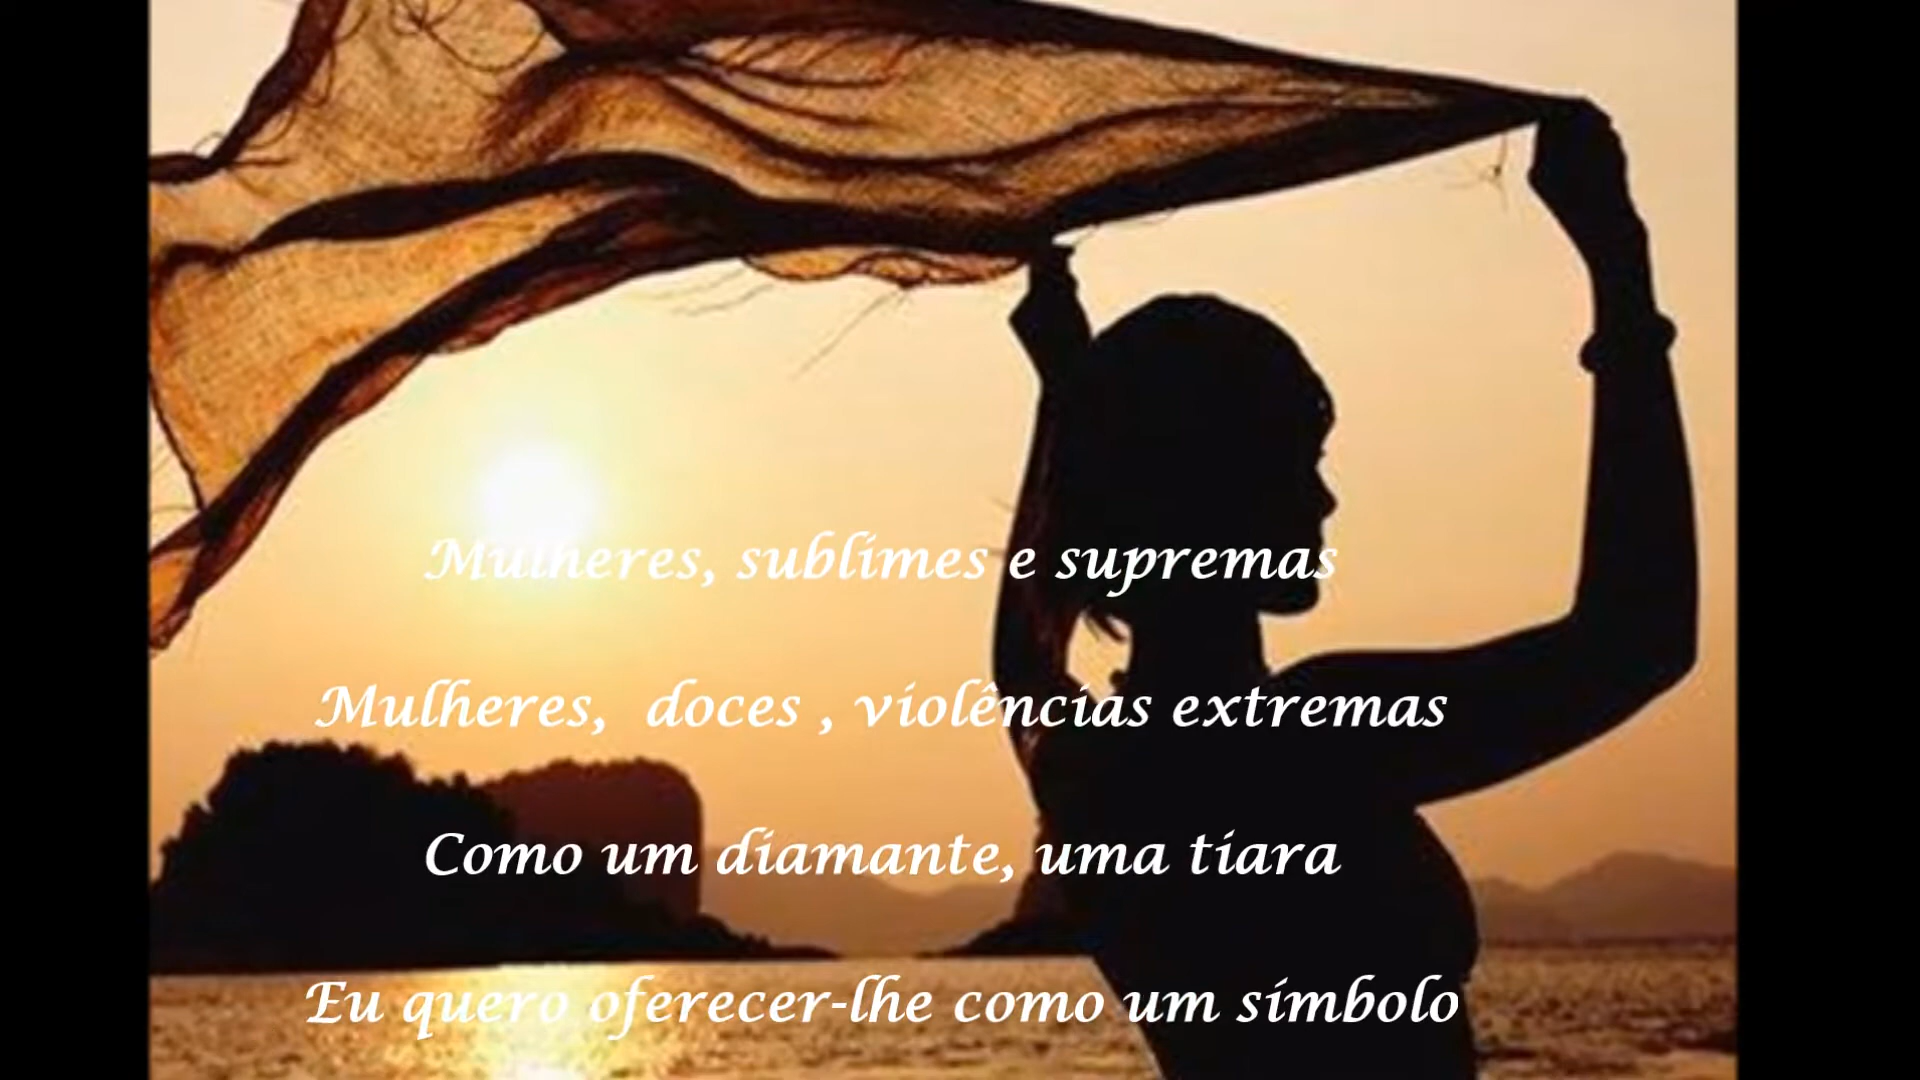 Mulheres, sublimes e supremas
Mulheres,  doces , violências extremas
Como um diamante, uma tiara
Eu quero oferecer-lhe como um símbolo